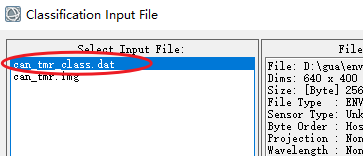 Classification Input File
Select Input File:
can_tmr_class.dat
can_tmr.img
File
File: D:\gua\env
Dims: 640 x 400
Size: [Byte] 256
File Type : ENV
Sensor Type: Unk
Byte Order : Hos
Projection : Non
Wavelength : Non